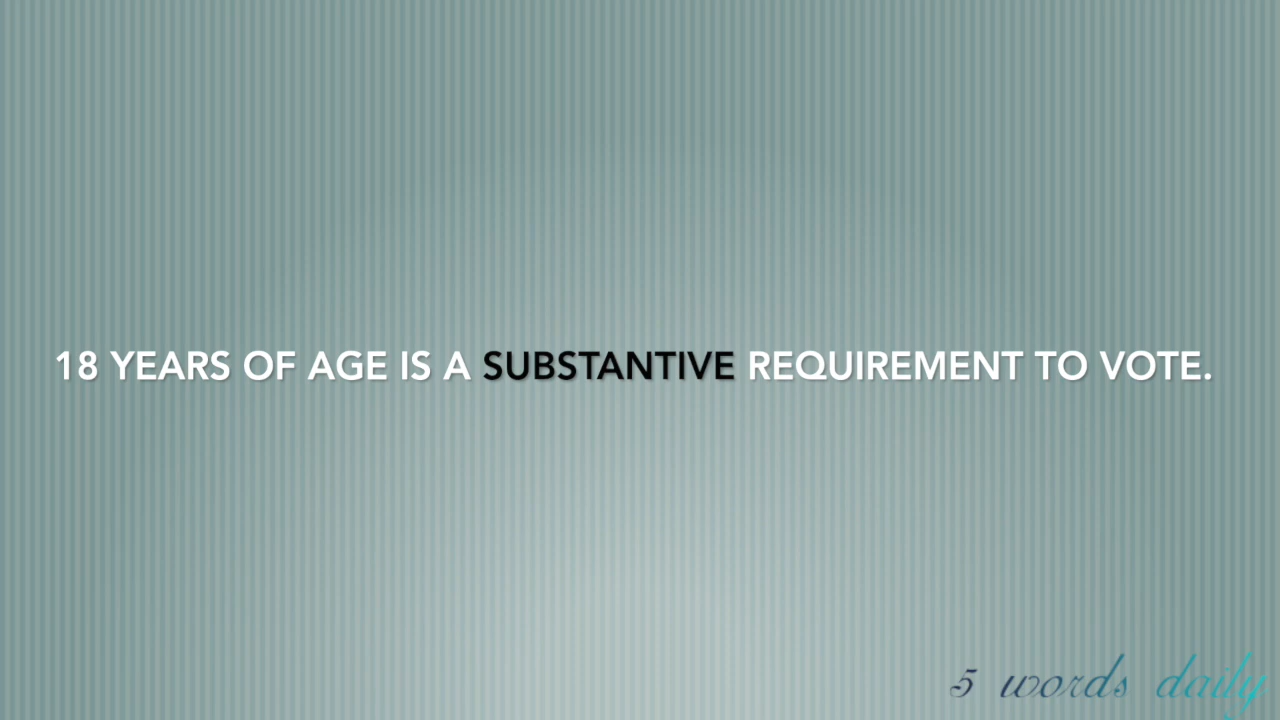 18 YEARS OF AGE IS A SUBSTANTIVE REQUIREMENT TO VOTE.
5 words daily